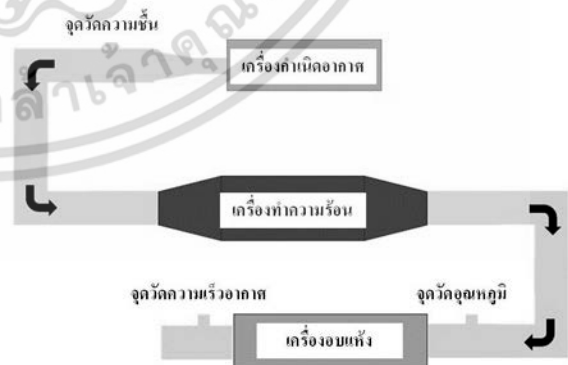 จุดวัดความชื้น
เครื่องกำเนิดอากาศ
เครื่องทำความร้อน
จุดวัดความเร็วอากาศ
จุดวัดอุณหภูมิ
เครื่องอบแห้ง